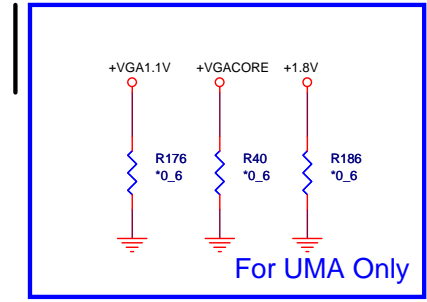 +VGA1.1V +VGACORE +1.8V
R176 R40 R186
*0_6 *0_6 *0_6
For UMA Only